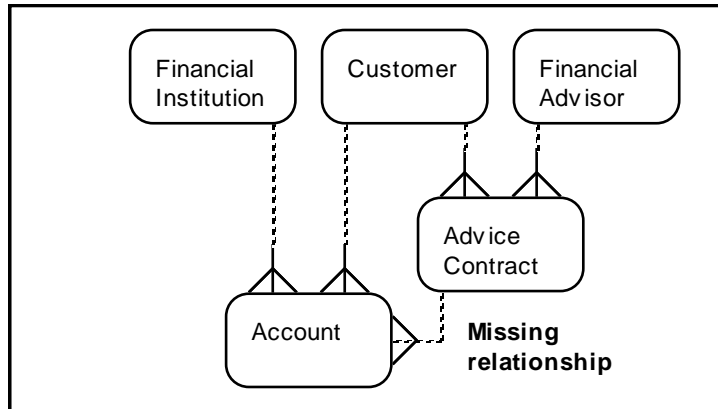 Financial
Institution
Customer
Financial
Advisor
Advice
Contract
Account
Missing
relationship